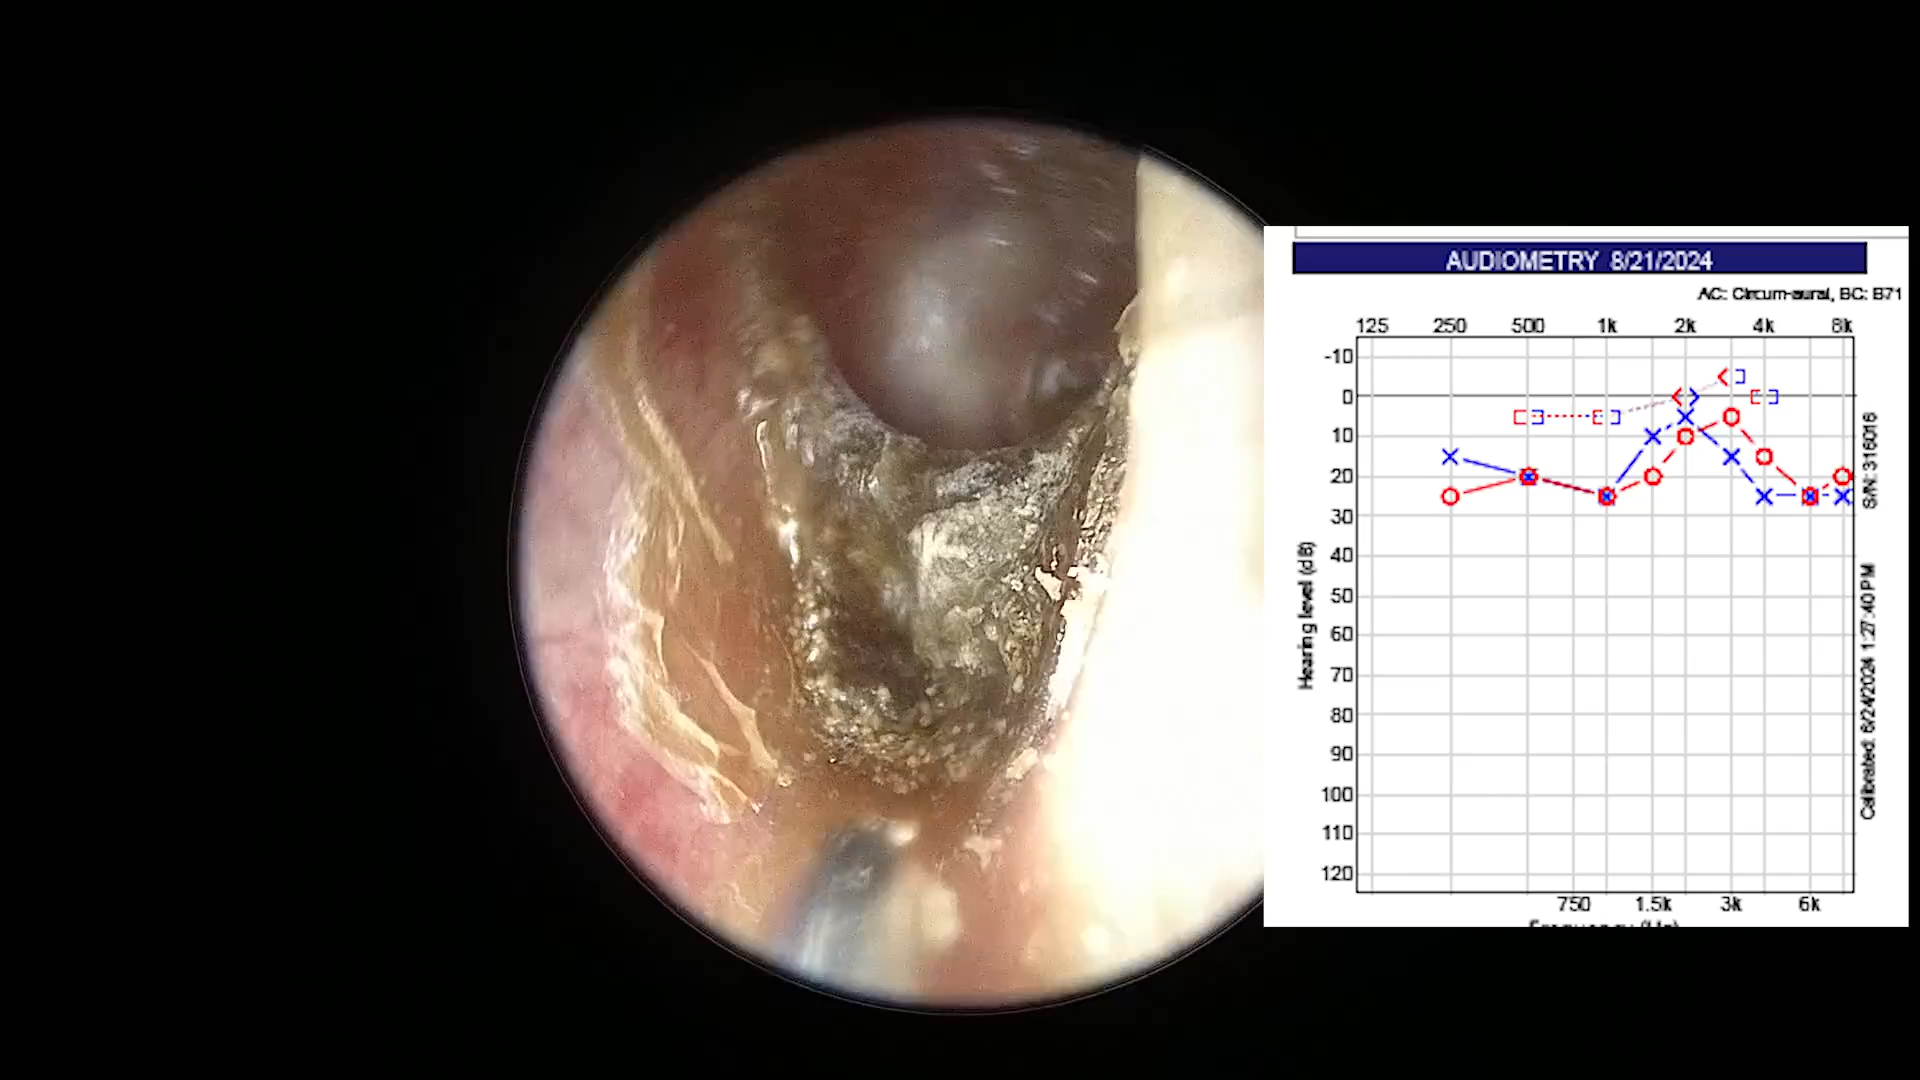 AUDIOMETRY 8/21/2024
AC: Circum-aural, BC: B71
125 250 500 1k 2k 4k 8k
-10
0
10
20
30
40
50
60
70
80
90
100
110
120
Hearing level (dB)
750 1.5k 3k 6k
S/N: 316016
Calibrated: 6/24/2024 1:27:40 PM